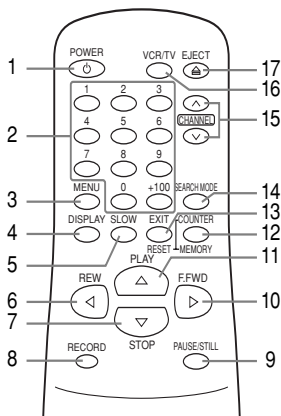 POWER VCR/TV EJECT
1 17
16
1 2 3
CHANNEL 15
2 4 5 6
7 8 9
MENU 0 +100 SEARCH MODE 14
3
13
DISPLAY SLOW EXIT COUNTER
4 12
RESET MEMORY
5 PLAY 11
REW F.FWD
6 10
7
STOP
RECORD PAUSE/STILL
8 9